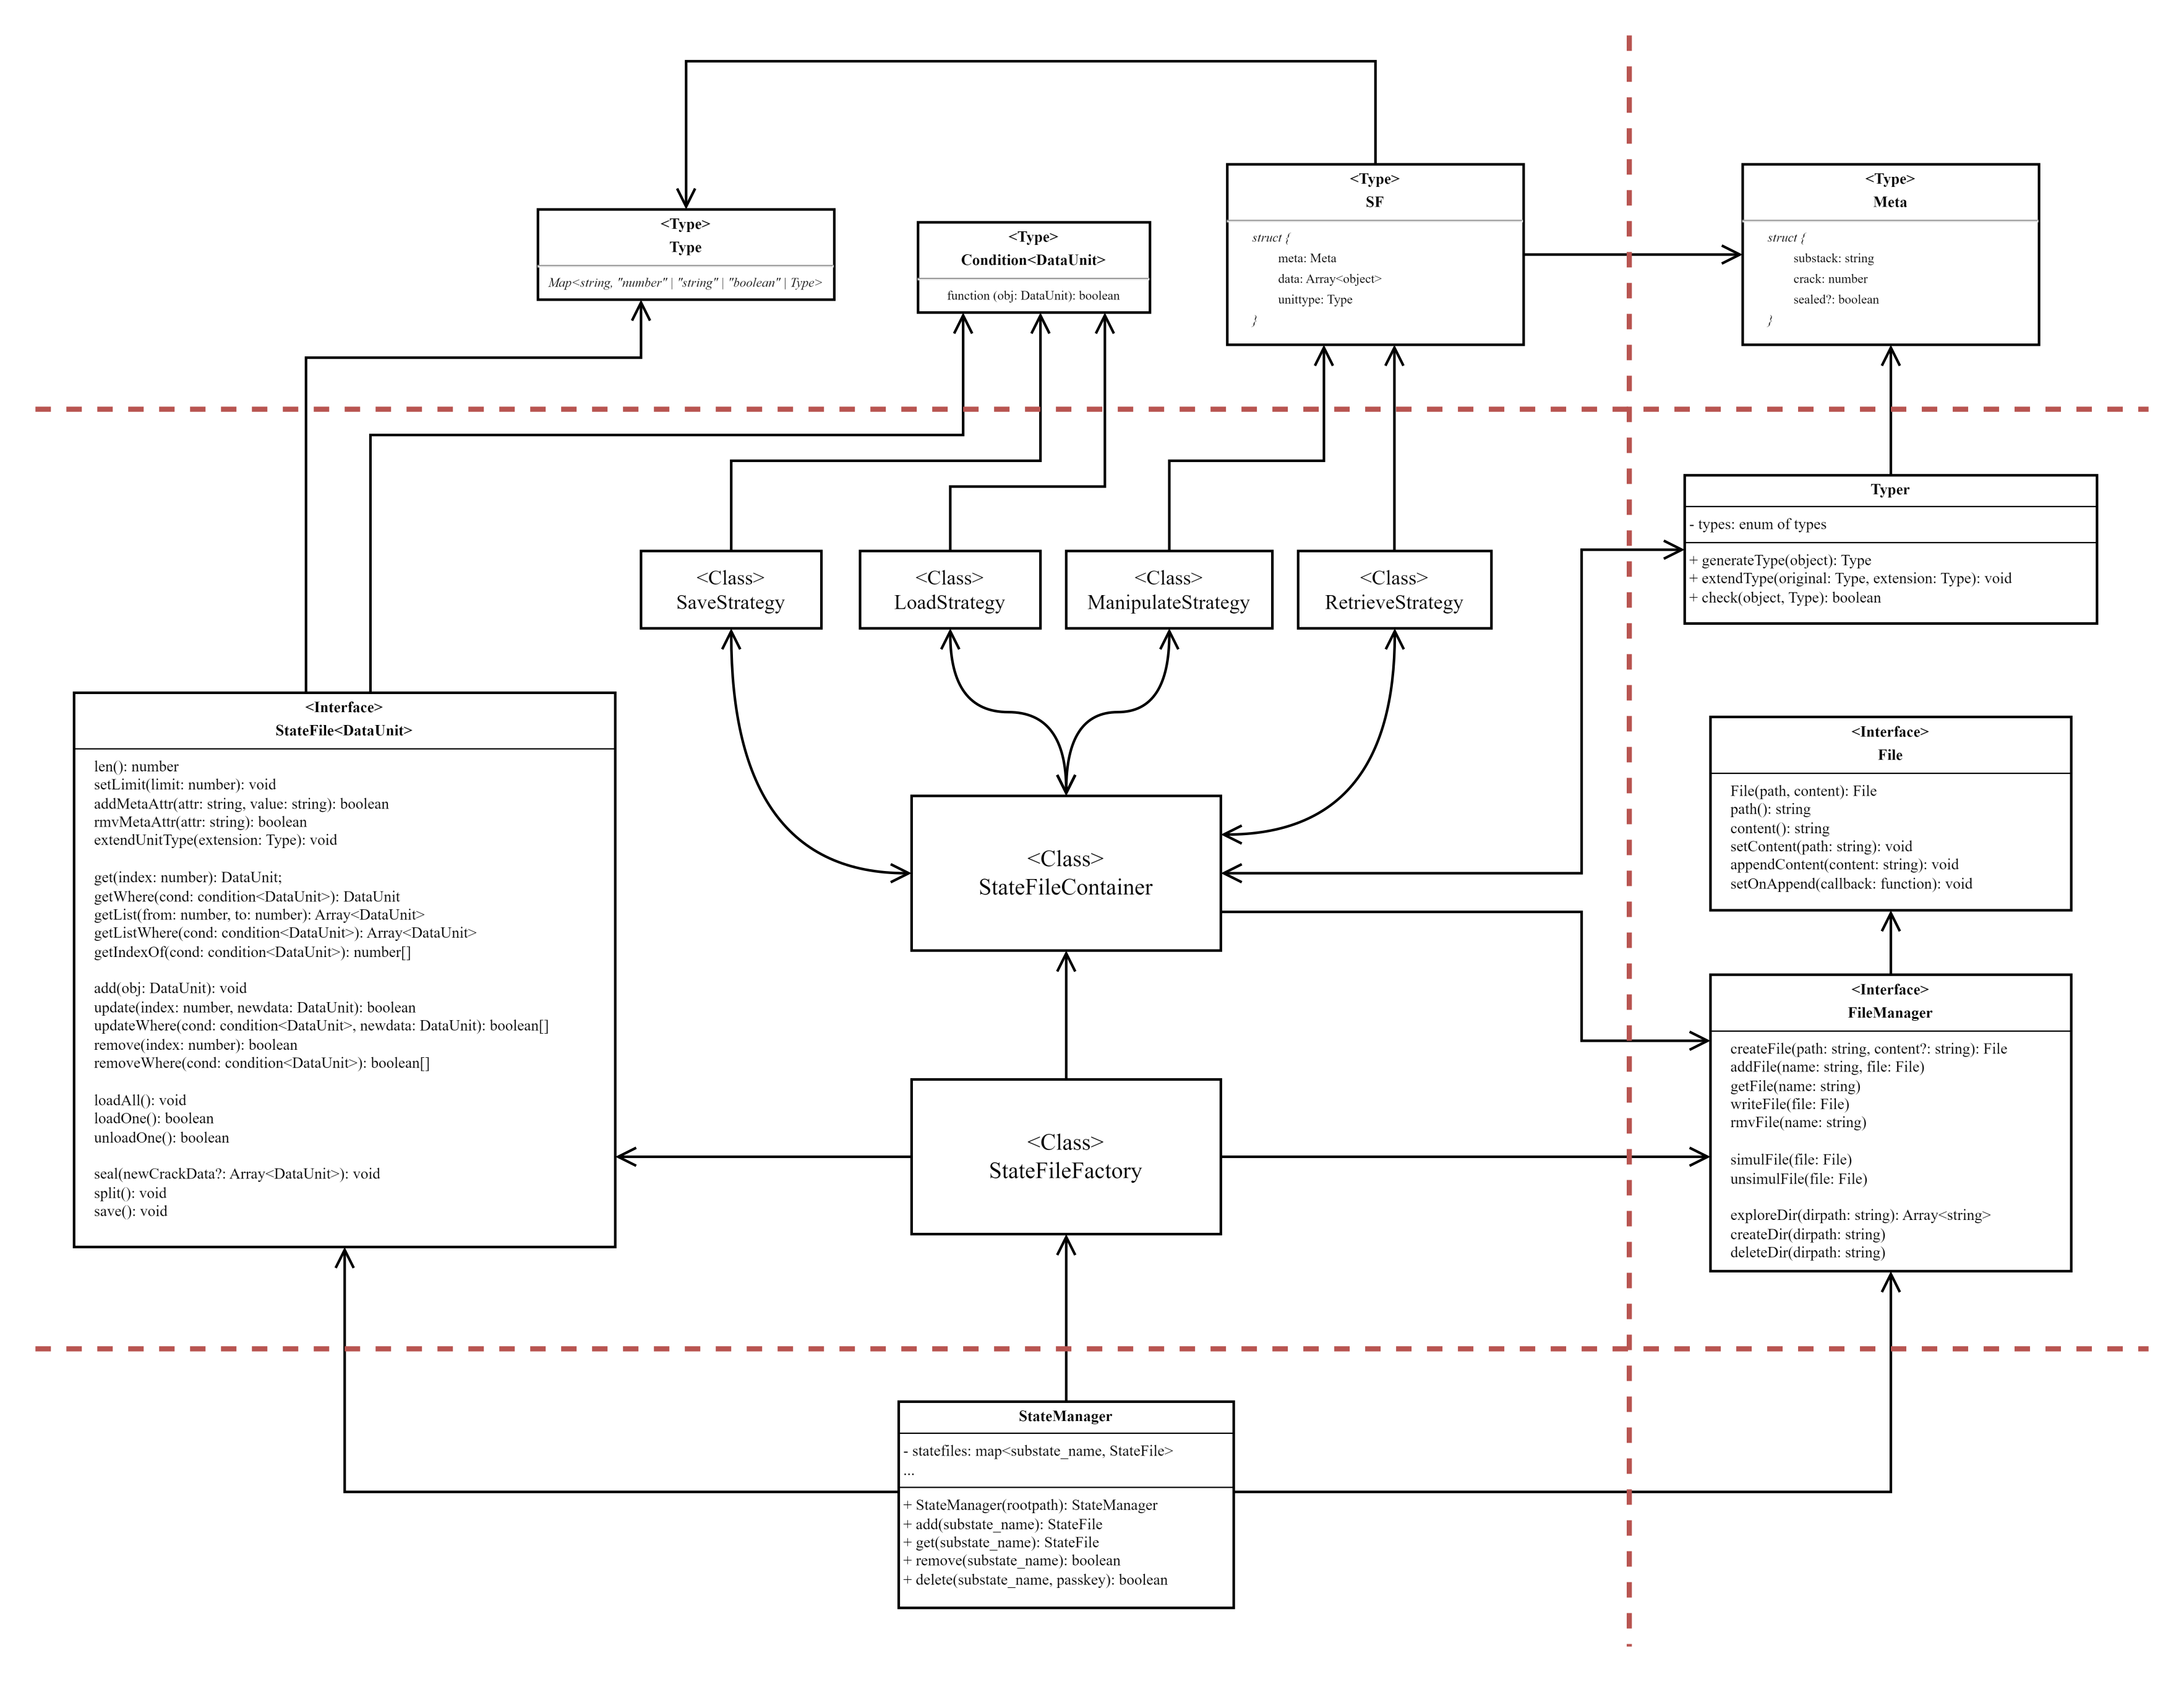 <Type>
Type
Map<string, "number" | "string" | "boolean" | Type>
<Type>
Condition<DataUnit>
function (obj: DataUnit): boolean
<Type>
SF
struct {
meta: Meta
data: Array<object>
unittype: Type
}
<Type>
Meta
struct {
substack: string
crack: number
sealed?: boolean
}
Typer
- types: enum of types
+ generateType(object): Type
+ extendType(original: Type, extension: Type): void
+ check(object, Type): boolean
<Class>
SaveStrategy
<Class>
LoadStrategy
<Class>
ManipulateStrategy
<Class>
RetrieveStrategy
<Interface>
StateFile<DataUnit>
len(): number
setLimit(limit: number): void
addMetaAttr(attr: string, value: string): boolean
rmvMetaAttr(attr: string): boolean
extendUnitType(extension: Type): void
get(index: number): DataUnit;
getWhere(cond: condition<DataUnit>): DataUnit
getList(from: number, to: number): Array<DataUnit>
getListWhere(cond: condition<DataUnit>): Array<DataUnit>
getIndexOf(cond: condition<DataUnit>): number[]
add(obj: DataUnit): void
update(index: number, newdata: DataUnit): boolean
updateWhere(cond: condition<DataUnit>, newdata: DataUnit): boolean[]
remove(index: number): boolean
removeWhere(cond: condition<DataUnit>): boolean[]
loadAll(): void
loadOne(): boolean
unloadOne(): boolean
seal(newCrackData?: Array<DataUnit>): void
split(): void
save(): void
<Class>
StateFileContainer
<Class>
StateFileFactory
<Interface>
File
File(path, content): File
path(): string
content(): string
setContent(path: string): void
appendContent(content: string): void
setOnAppend(callback: function): void
<Interface>
FileManager
createFile(path: string, content?: string): File
addFile(name: string, file: File)
getFile(name: string)
writeFile(file: File)
rmvFile(name: string)
simulFile(file: File)
unsimulFile(file: File)
exploreDir(dirpath: string): Array<string>
createDir(dirpath: string)
deleteDir(dirpath: string)
StateManager
- statefiles: map<substate_name, StateFile>
...
+ StateManager(rootpath): StateManager
+ add(substate_name): StateFile
+ get(substate_name): StateFile
+ remove(substate_name): boolean
+ delete(substate_name, passkey): boolean